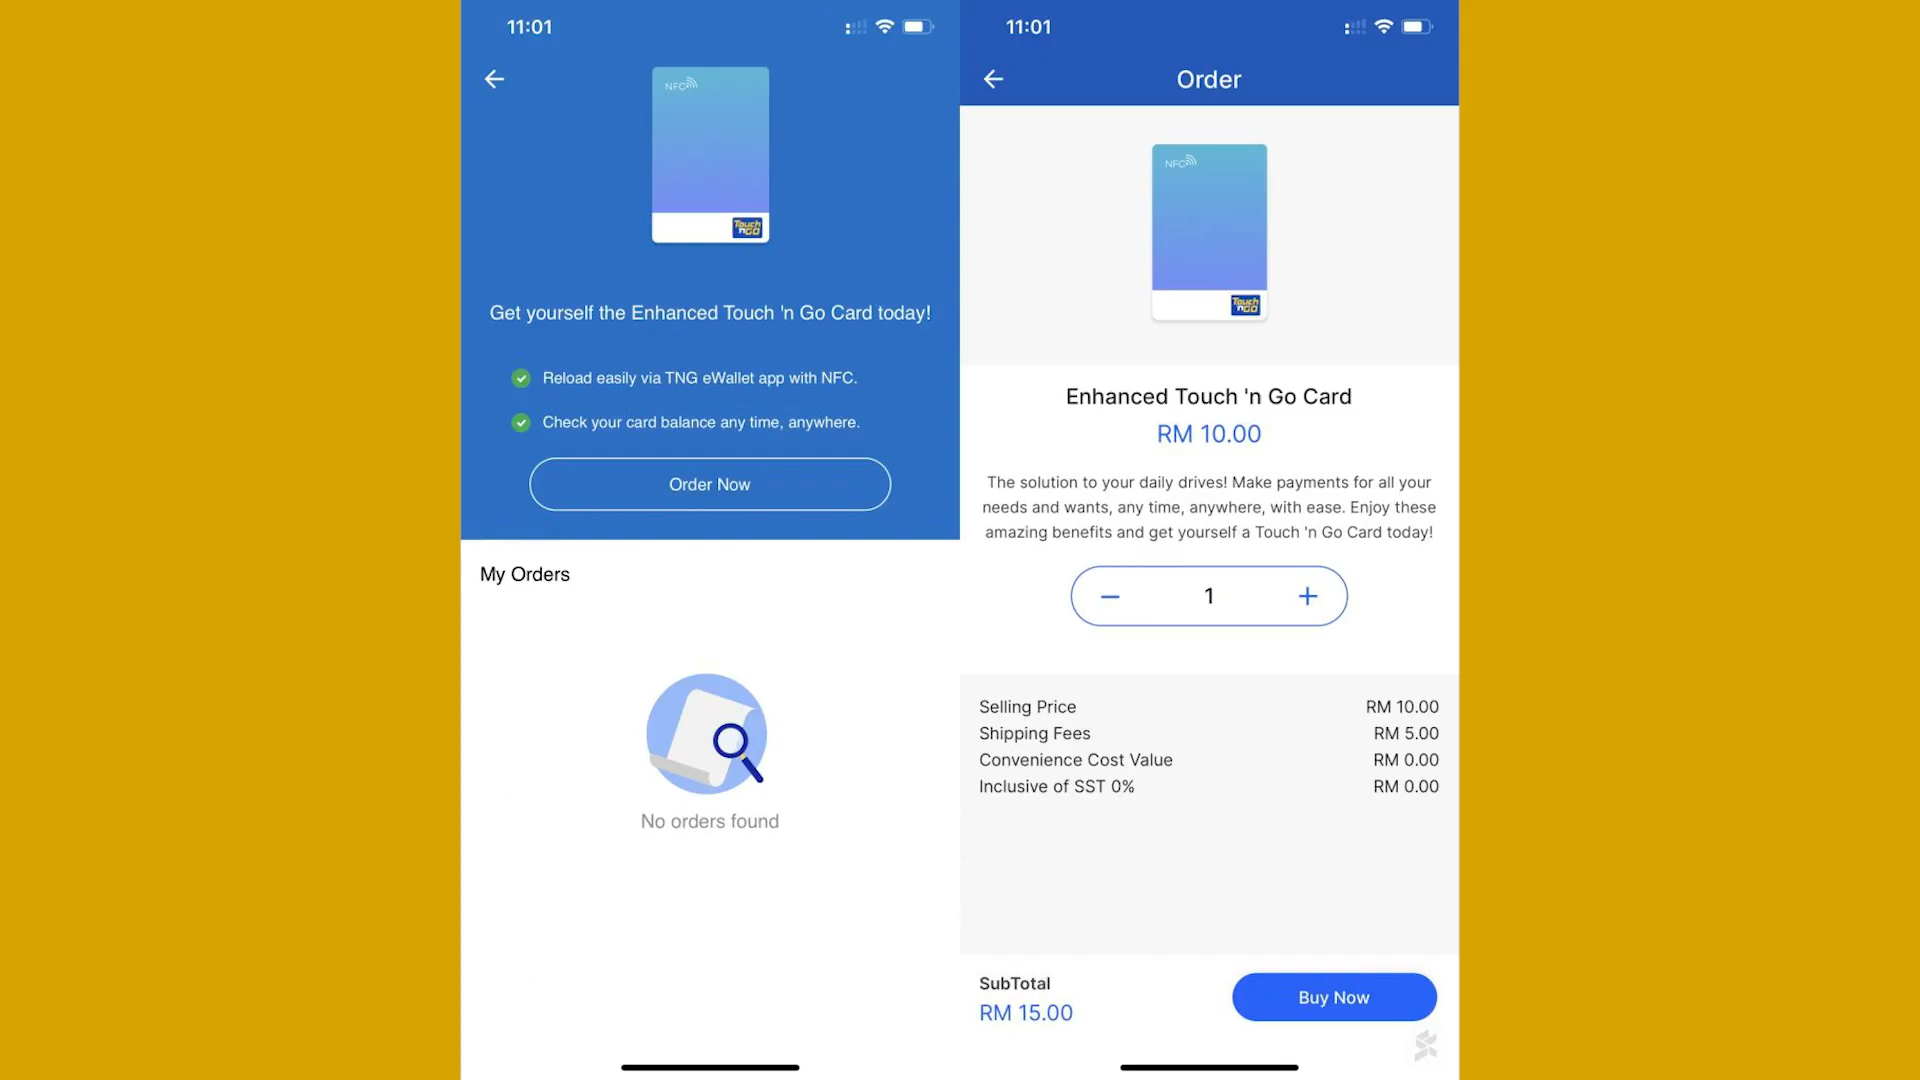 11:01
NFC
Touch
'nGO
Get yourself the Enhanced Touch 'n Go Card today!
Reload easily via TNG eWallet app with NFC.
Check your card balance any time, anywhere.
Order Now
My Orders
No orders found
11:01
Order
NFC
Touch
'nGO
Enhanced Touch 'n Go Card
RM 10.00
The solution to your daily drives! Make payments for all your
needs and wants, any time, anywhere, with ease. Enjoy these
amazing benefits and get yourself a Touch 'n Go Card today!
1
Selling Price RM 10.00
Shipping Fees RM 5.00
Convenience Cost Value RM 0.00
Inclusive of SST 0% RM 0.00
SubTotal
RM 15.00
Buy Now